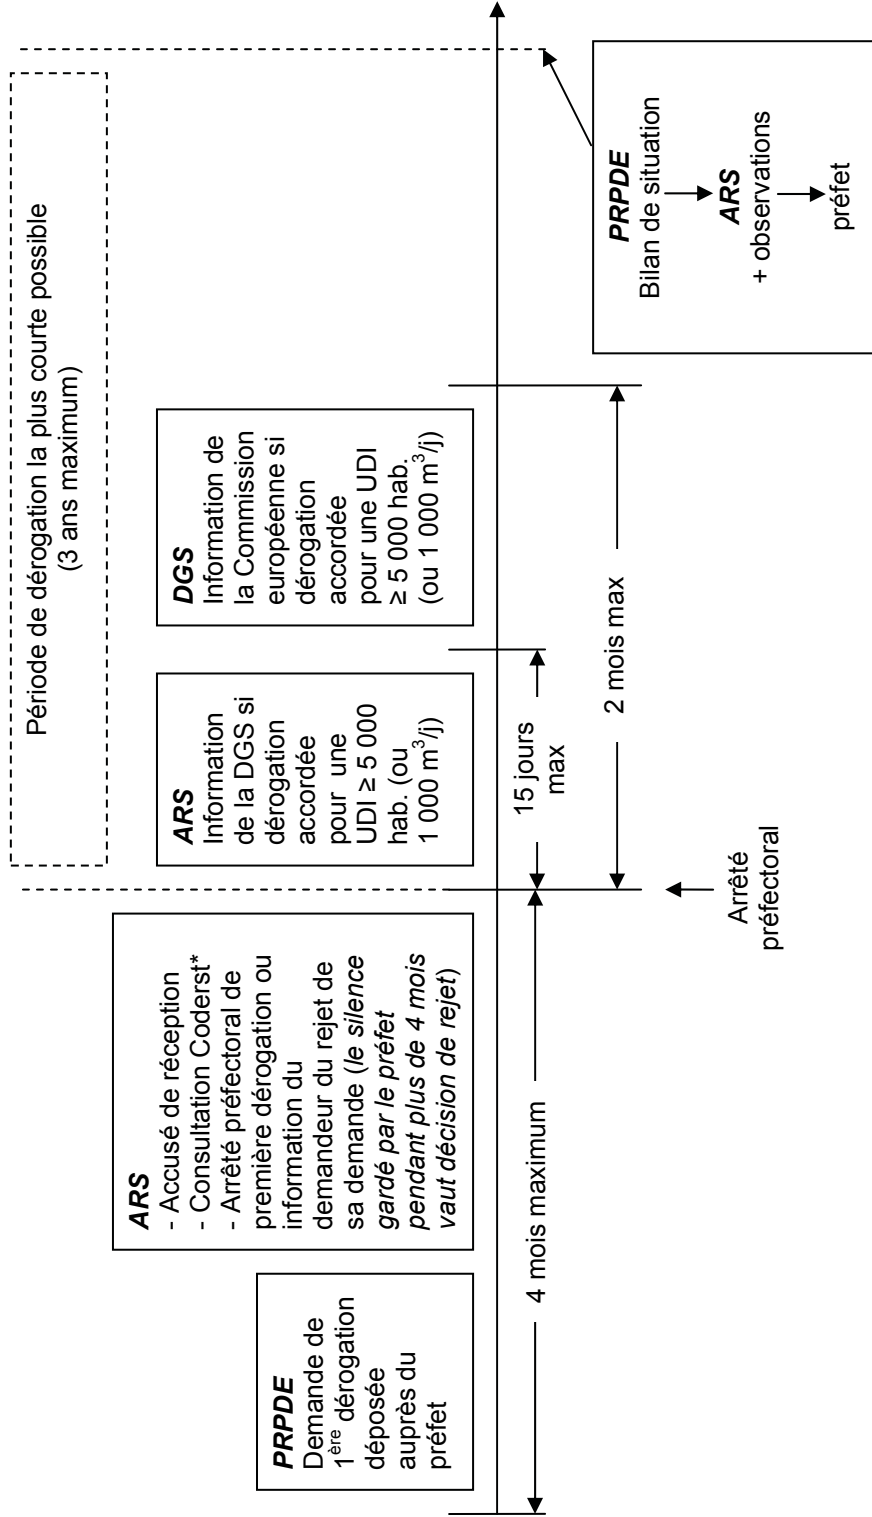 Période de dérogation la plus courte possible
(3 ans maximum)
PRPDE
Demande de
1ère dérogation
déposée
auprès du
préfet
ARS
- Accusé de réception
- Consultation Coderst*
- Arrêté préfectoral de
première dérogation ou
information du
demandeur du rejet de
sa demande (le silence
gardé par le préfet
pendant plus de 4 mois
vaut décision de rejet)
ARS
Information
de la DGS si
dérogation
accordée
pour une
UDI ≥ 5 000
hab. (ou
1 000 m³/j)
DGS
Information de
la Commission
européenne si
dérogation
accordée
pour une UDI
≥ 5 000 hab.
(ou 1 000 m³/j)
4 mois maximum
15 jours
max
2 mois max
Arrêté
préfectoral
PRPDE
Bilan de situation
ARS
+ observations
préfet